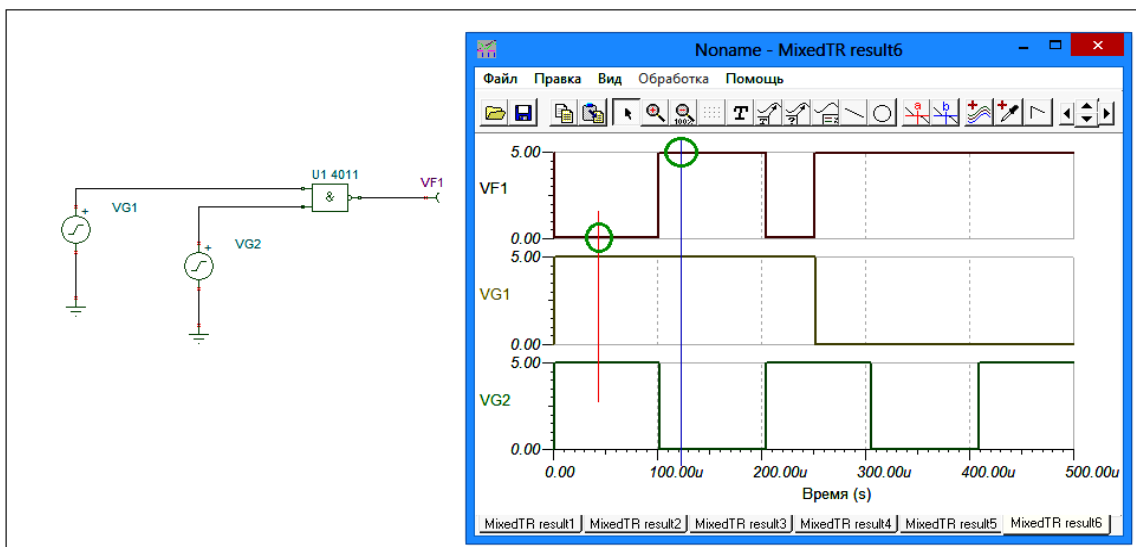 U1 4011
&
VF1
VG1
+
VG2
+
Noname - MixedTR result6
Файл Правка Вид Обработка Помощь
100%
T
a
b
VF1
5.00
0.00
VG1
5.00
0.00
VG2
5.00
0.00
0.00 100.00u 200.00u 300.00u 400.00u 500.00u
Время (s)
MixedTR result1 MixedTR result2 MixedTR result3 MixedTR result4 MixedTR result5 MixedTR result6